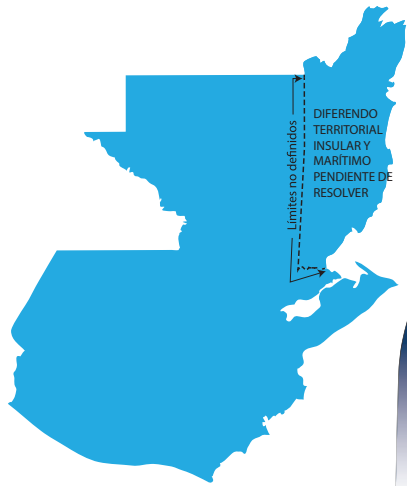 DIFERENDO
TERRITORIAL
INSULAR Y
MARÍTIMO
PENDIENTE DE
RESOLVER
Límites no definidos